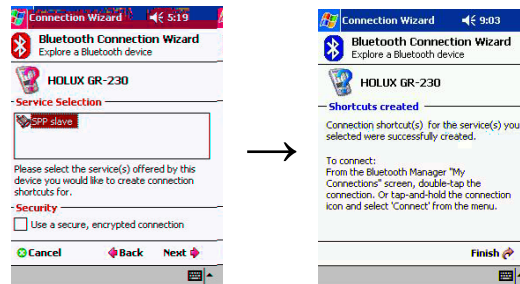 Connection Wizard 5:19
Bluetooth Connection Wizard
Explore a Bluetooth device
HOLUX GR-230
Service Selection
SPP slave
Please select the service(s) offered by this
device you would like to create connection
shortcuts for.
Security
Use a secure, encrypted connection
Cancel Back Next
Connection Wizard 9:03
Bluetooth Connection Wizard
Explore a Bluetooth device
HOLUX GR-230
Shortcuts created
Connection shortcut(s) for the service(s) you
selected were successfully created.
To connect:
From the Bluetooth Manager "My
Connections" screen, double-tap the
connection. Or tap-and-hold the connection
icon and select 'Connect' from the menu.
Finish